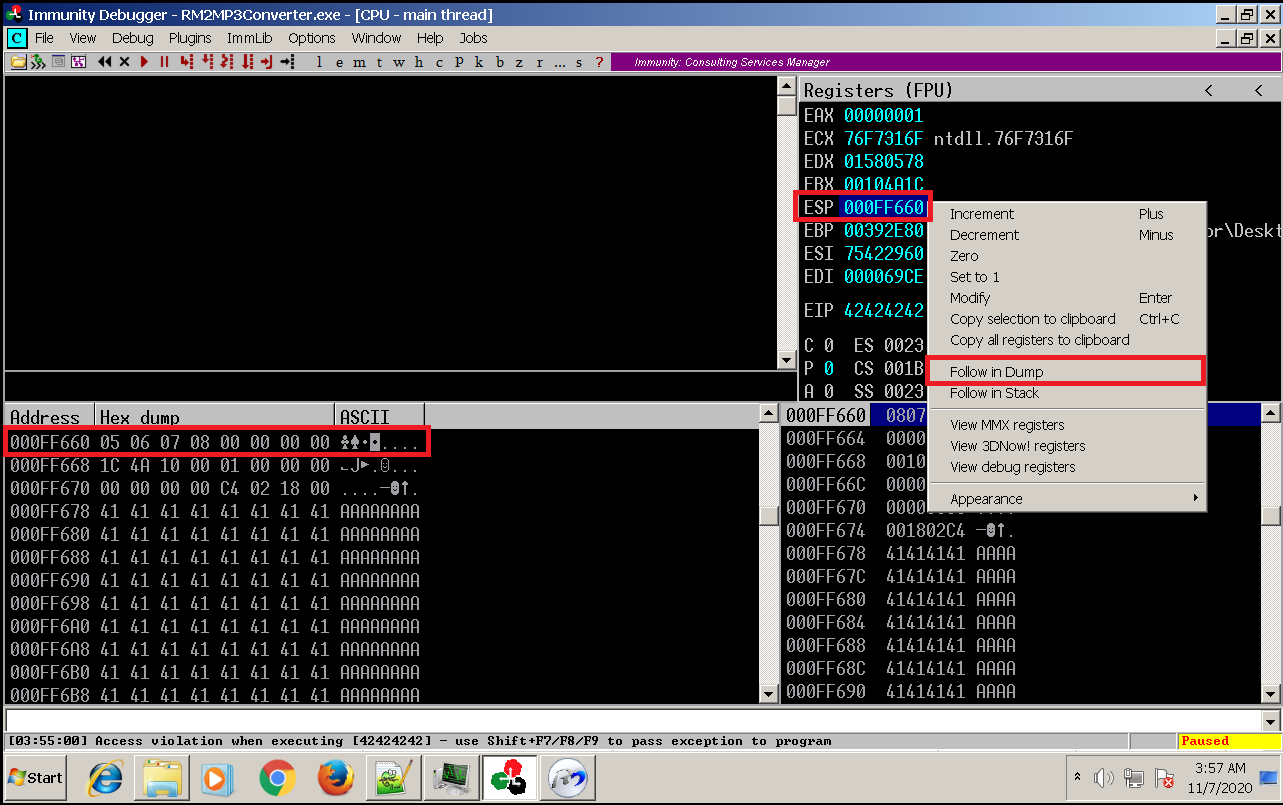 Immunity Debugger - RM2MP3Converter.exe - [CPU - main thread]
C File View Debug Plugins ImmLib Options Window Help Jobs
l e m t w h c P k b z r ... s ? Immunity: Consulting Services Manager
Registers (FPU) < <
EAX 00000001
ECX 76F7316F ntdll.76F7316F
EDX 01580578
EBX 00104A1C
ESP 000FF660
EBP 00392E80
ESI 75422960
EDI 000069CE
EIP 42424242
C 0 ES 0023
P 0 CS 001B
A 0 SS 0023
or\Deskt
Increment Plus
Decrement Minus
Zero
Set to 1
Modify Enter
Copy selection to clipboard Ctrl+C
Copy all registers to clipboard
Follow in Dump
Follow in Stack
View MMX registers
View 3DNow! registers
View debug registers
Appearance
Address Hex dump ASCII
000FF660 05 06 07 08 00 00 00 00 ♣♠•◘....
000FF668 1C 4A 10 00 01 00 00 00 ∟J►.☺...
000FF670 00 00 00 00 C4 02 18 00 ....─☻↑.
000FF678 41 41 41 41 41 41 41 41 AAAAAAAA
000FF680 41 41 41 41 41 41 41 41 AAAAAAAA
000FF688 41 41 41 41 41 41 41 41 AAAAAAAA
000FF690 41 41 41 41 41 41 41 41 AAAAAAAA
000FF698 41 41 41 41 41 41 41 41 AAAAAAAA
000FF6A0 41 41 41 41 41 41 41 41 AAAAAAAA
000FF6A8 41 41 41 41 41 41 41 41 AAAAAAAA
000FF6B0 41 41 41 41 41 41 41 41 AAAAAAAA
000FF6B8 41 41 41 41 41 41 41 41 AAAAAAAA
000FF660 0807
000FF664 0000
000FF668 0010
000FF66C 0000
000FF670 0000
000FF674 001802C4 ─☻↑.
000FF678 41414141 AAAA
000FF67C 41414141 AAAA
000FF680 41414141 AAAA
000FF684 41414141 AAAA
000FF688 41414141 AAAA
000FF68C 41414141 AAAA
000FF690 41414141 AAAA
[03:55:00] Access violation when executing [42424242] - use Shift+F7/F8/F9 to pass exception to program
Paused
Start
3:57 AM
11/7/2020